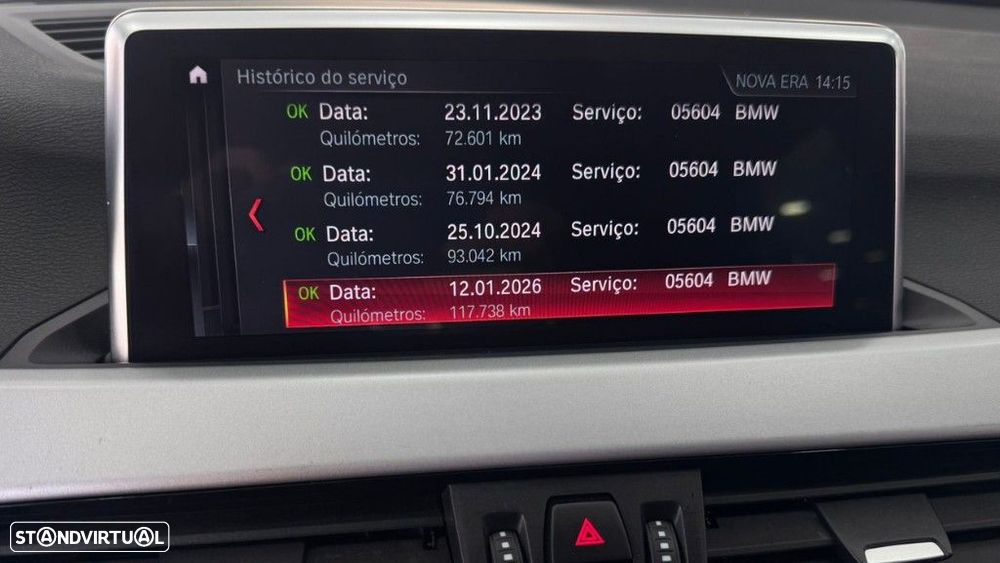 Histórico do serviço NOVA ERA 14:15
OK Data: 23.11.2023 Serviço: 05604 BMW
Quilómetros: 72.601 km
OK Data: 31.01.2024 Serviço: 05604 BMW
Quilómetros: 76.794 km
OK Data: 25.10.2024 Serviço: 05604 BMW
Quilómetros: 93.042 km
OK Data: 12.01.2026 Serviço: 05604 BMW
Quilómetros: 117.738 km
STANDVIRTUAL